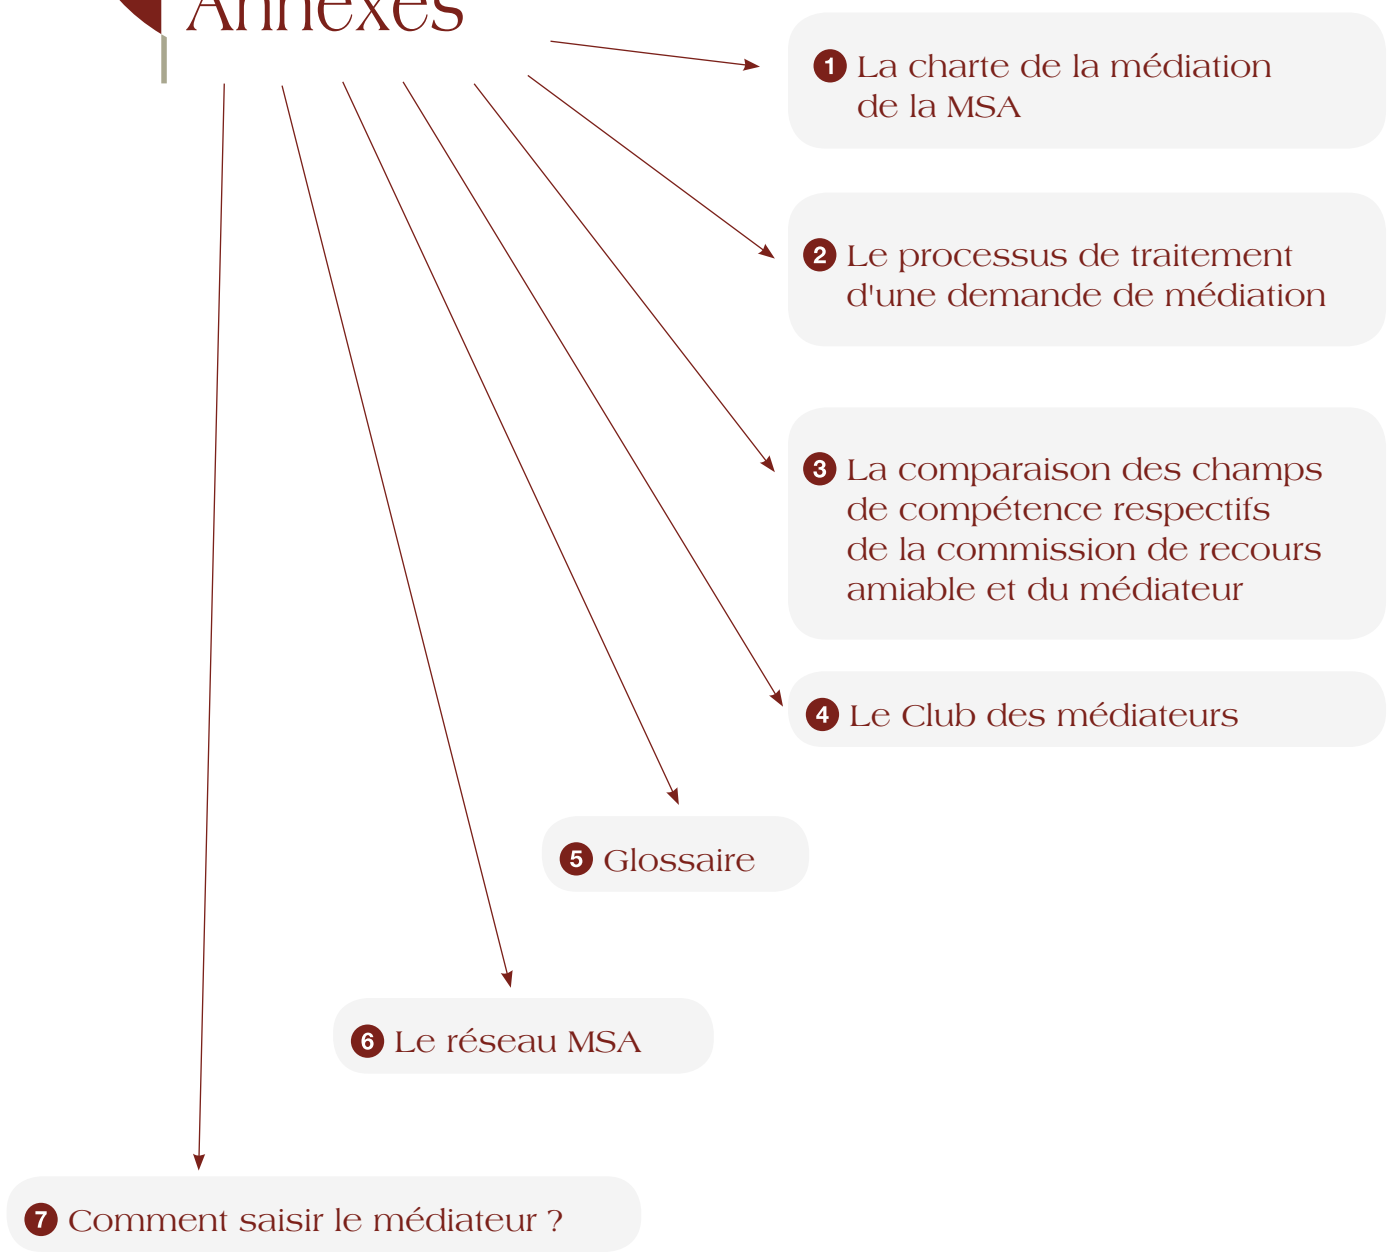 Annexes
1 La charte de la médiation
de la MSA
2 Le processus de traitement
d'une demande de médiation
3 La comparaison des champs
de compétence respectifs
de la commission de recours
amiable et du médiateur
4 Le Club des médiateurs
5 Glossaire
6 Le réseau MSA
7 Comment saisir le médiateur ?